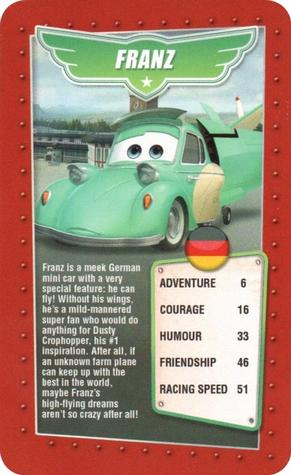 FRANZ
Franz is a meek German
mini car with a very
special feature: he can
fly! Without his wings,
he's a mild-mannered
super fan who would do
anything for Dusty
Crophopper, his #1
inspiration. After all, if
an unknown farm plane
can keep up with the
best in the world,
maybe Franz's
high-flying dreams
aren't so crazy after all!
ADVENTURE 6
COURAGE 16
HUMOUR 33
FRIENDSHIP 46
RACING SPEED 51